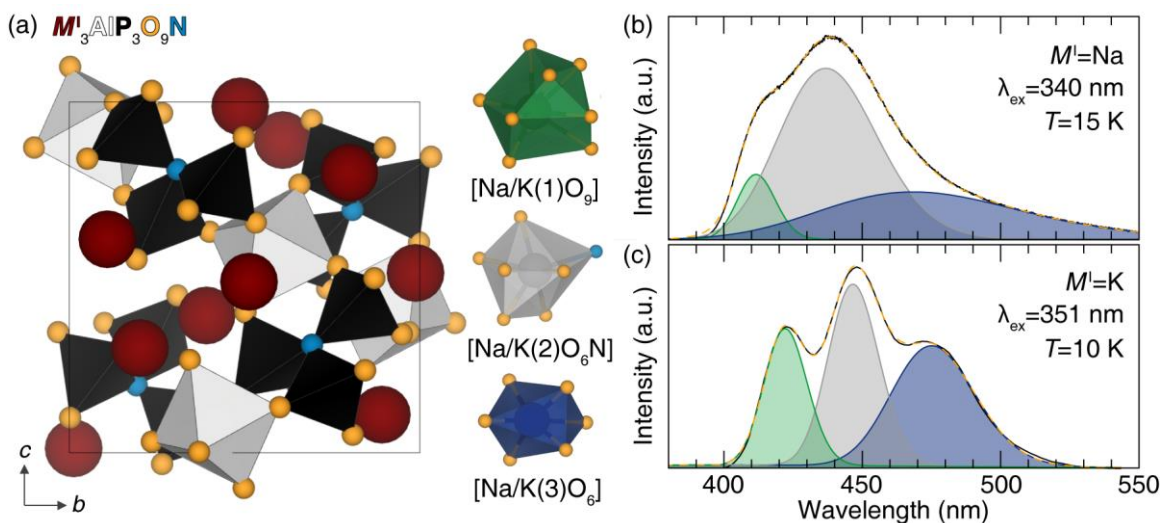 (a) Mᴵ₃AlP₃O₉N
[Na/K(1)O₉]
[Na/K(2)O₆N]
[Na/K(3)O₆]
c
b
(b)
Intensity (a.u.)
Mᴵ=Na
λₑₓ=340 nm
T=15 K
(c)
Intensity (a.u.)
Mᴵ=K
λₑₓ=351 nm
T=10 K
400 450 500 550
Wavelength (nm)